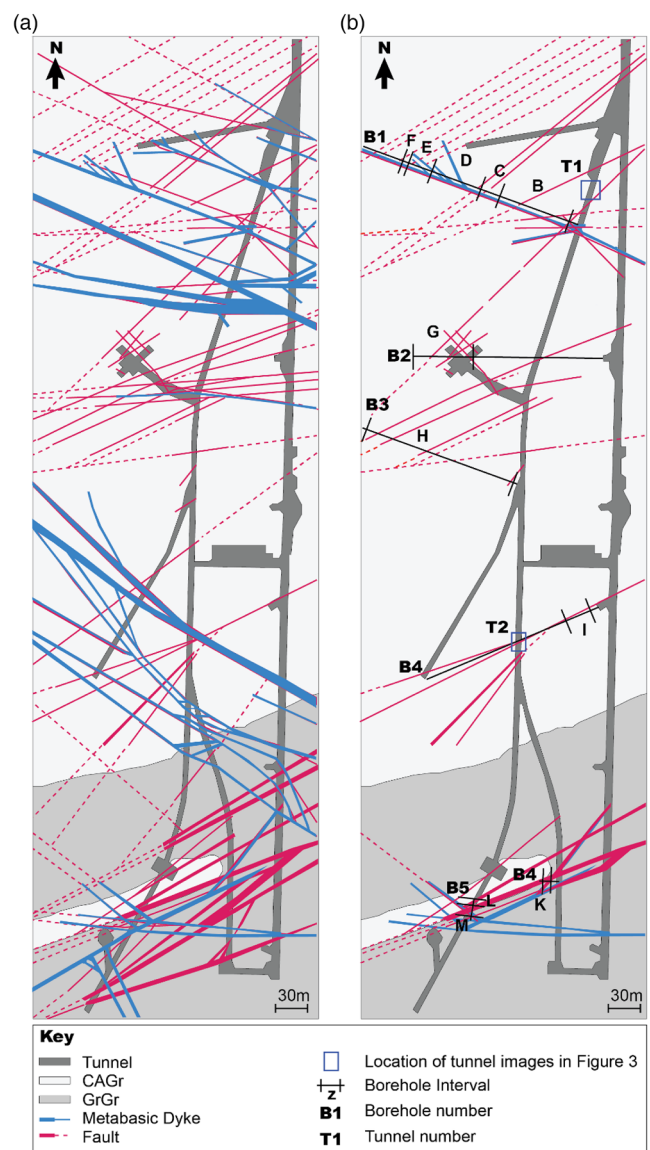 (a)
(b)
N
N
B1
F
E
D
C
B
T1
G
B2
B3
H
T2
I
B4
B5
L
B4
K
M
30m
30m
Key
Tunnel
CAGr
GrGr
Metabasic Dyke
Fault
Location of tunnel images in Figure 3
z Borehole Interval
B1 Borehole number
T1 Tunnel number